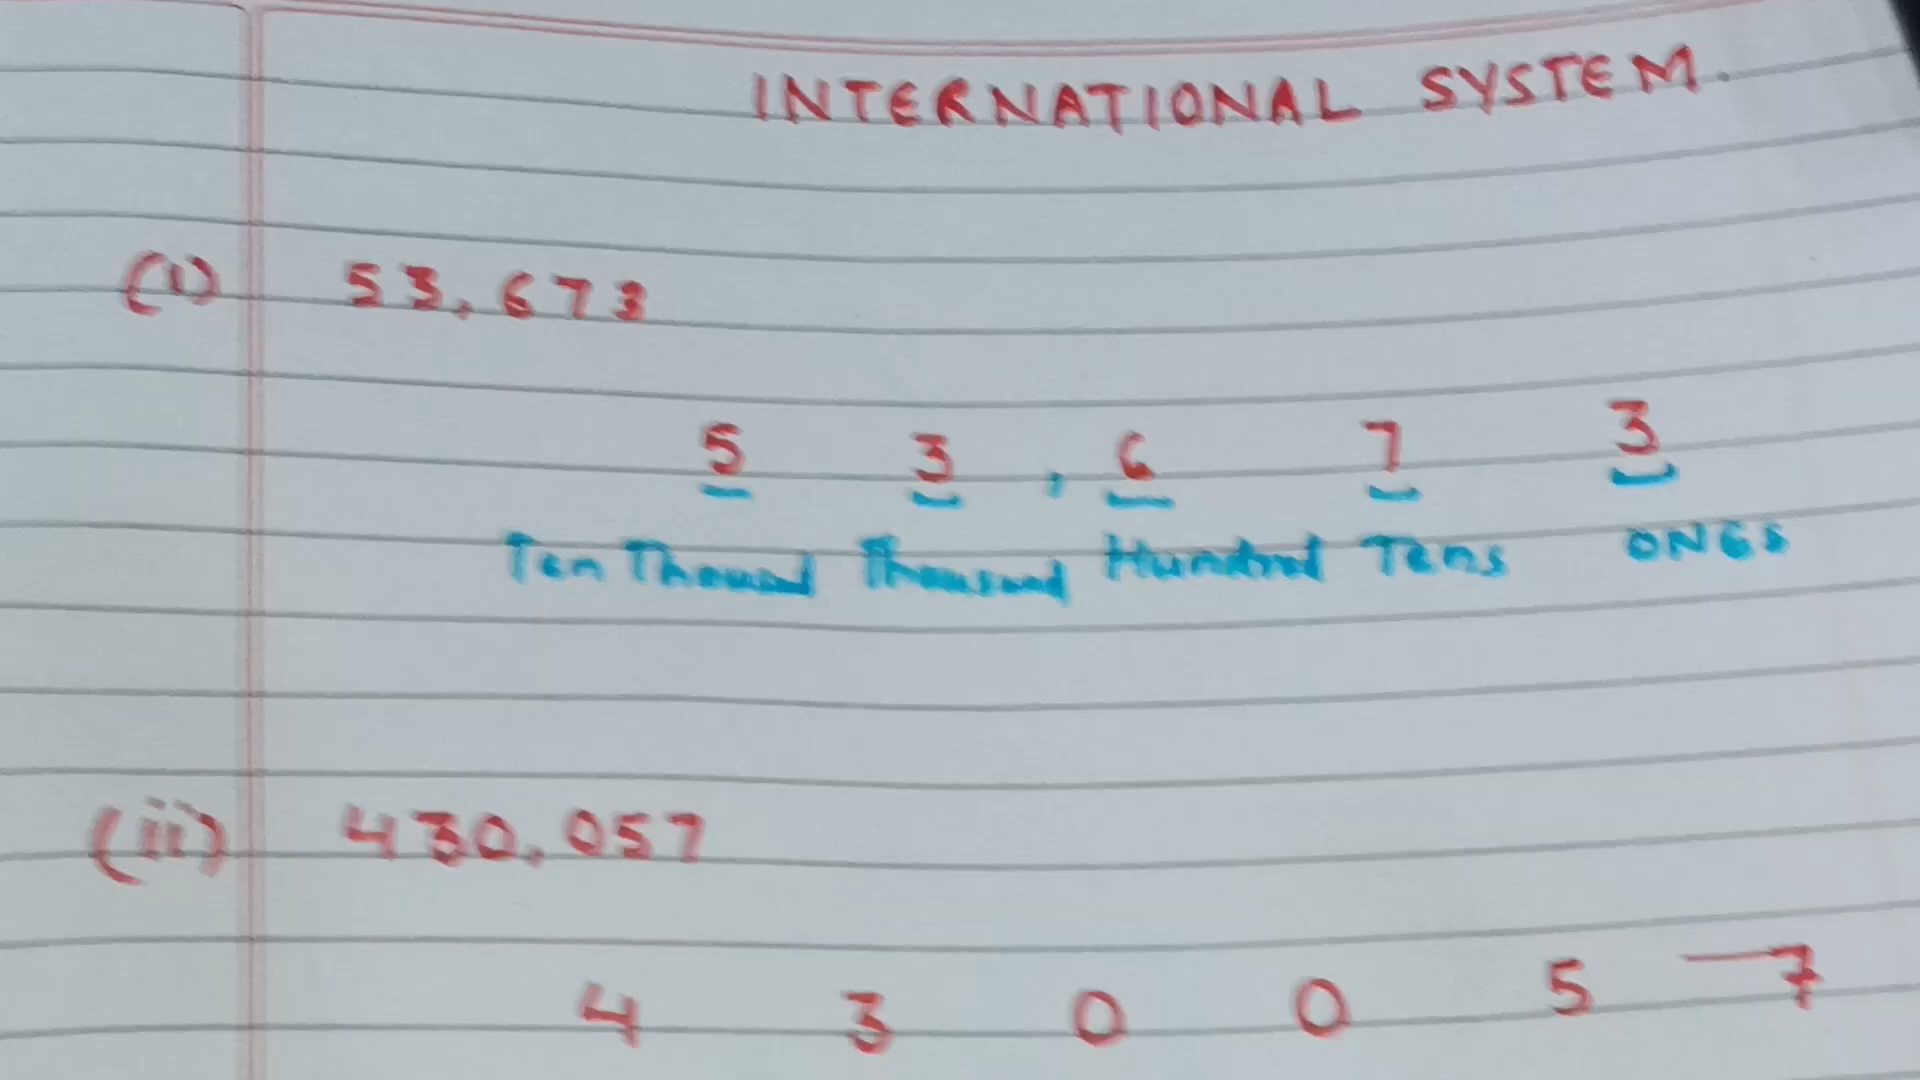 INTERNATIONAL SYSTEM.
(i) 53,673
5 3 , 6 7 3
Ten Thousand Thousand Hundred Tens ONES
(ii) 430,057
4 3 0 0 5 7